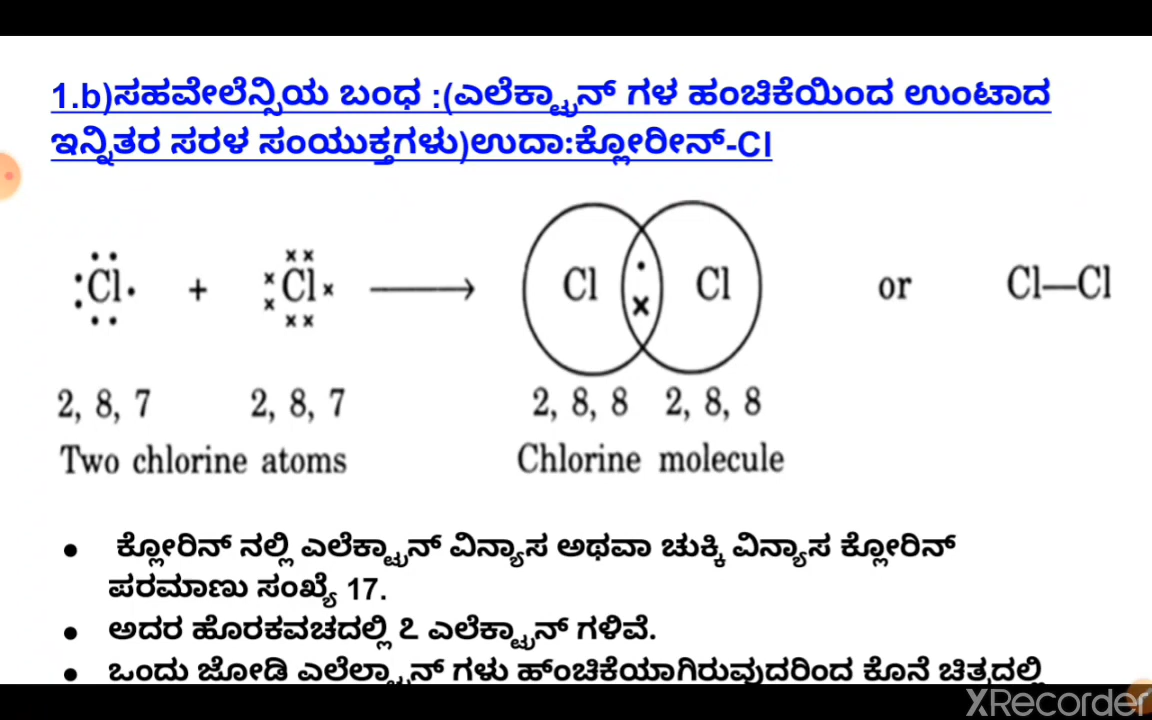 1.b)ಸಹವೇಲೆನ್ಸಿಯ ಬಂಧ :(ಎಲೆಕ್ಟ್ರಾನ್ ಗಳ ಹಂಚಿಕೆಯಿಂದ ಉಂಟಾದ
ಇನ್ನಿತರ ಸರಳ ಸಂಯುಕ್ತಗಳು)ಉದಾ:ಕ್ಲೋರೀನ್-Cl
Cl + Cl Cl x Cl or Cl—Cl
2, 8, 7 2, 8, 7 2, 8, 8 2, 8, 8
Two chlorine atoms Chlorine molecule
• ಕ್ಲೋರಿನ್ ನಲ್ಲಿ ಎಲೆಕ್ಟ್ರಾನ್ ವಿನ್ಯಾಸ ಅಥವಾ ಚುಕ್ಕಿ ವಿನ್ಯಾಸ ಕ್ಲೋರಿನ್
ಪರಮಾಣು ಸಂಖ್ಯೆ 17.
• ಅದರ ಹೊರಕವಚದಲ್ಲಿ ೭ ಎಲೆಕ್ಟ್ರಾನ್ ಗಳಿವೆ.
• ಒಂದು ಜೋಡಿ ಗಳು ಕೊನೆ ಚಿತ್ರದಲ್ಲಿ
XRecorder